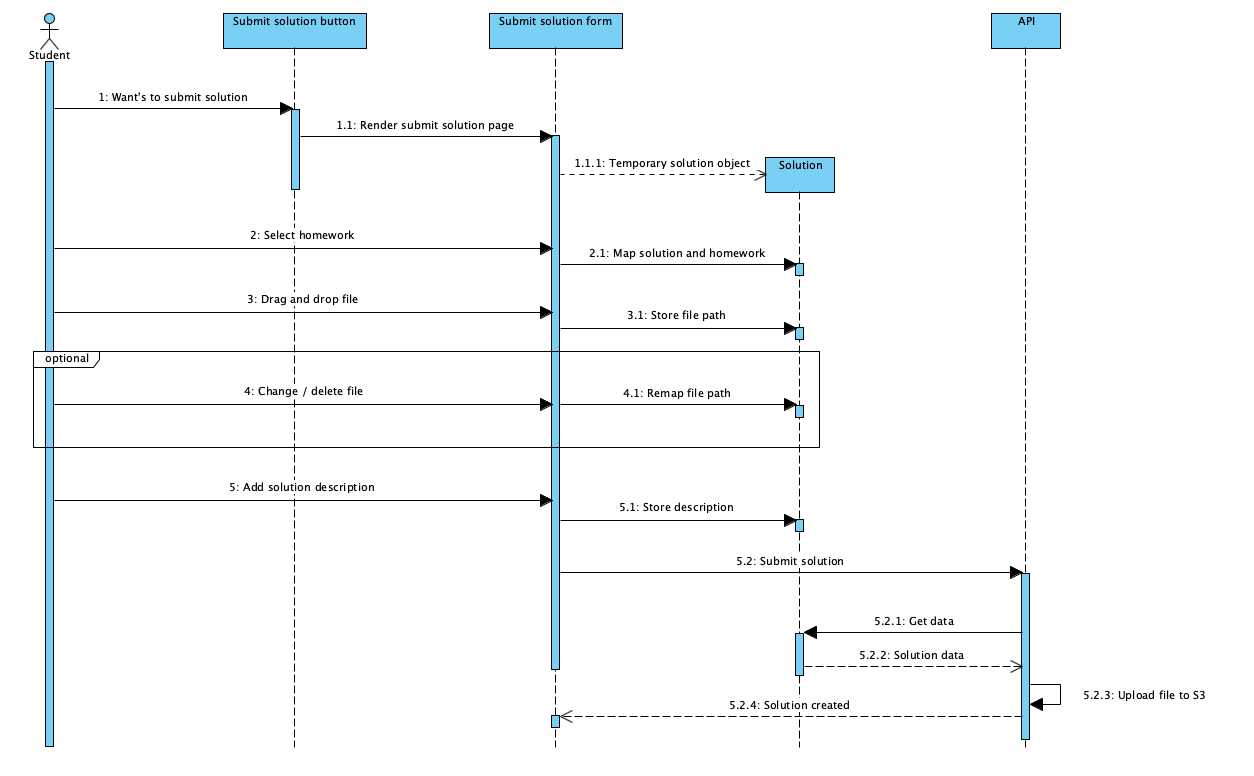 Submit solution button
Submit solution form
API
Student
1: Want's to submit solution
1.1: Render submit solution page
1.1.1: Temporary solution object
Solution
2: Select homework
2.1: Map solution and homework
3: Drag and drop file
3.1: Store file path
optional
4: Change / delete file
4.1: Remap file path
5: Add solution description
5.1: Store description
5.2: Submit solution
5.2.1: Get data
5.2.2: Solution data
5.2.3: Upload file to S3
5.2.4: Solution created